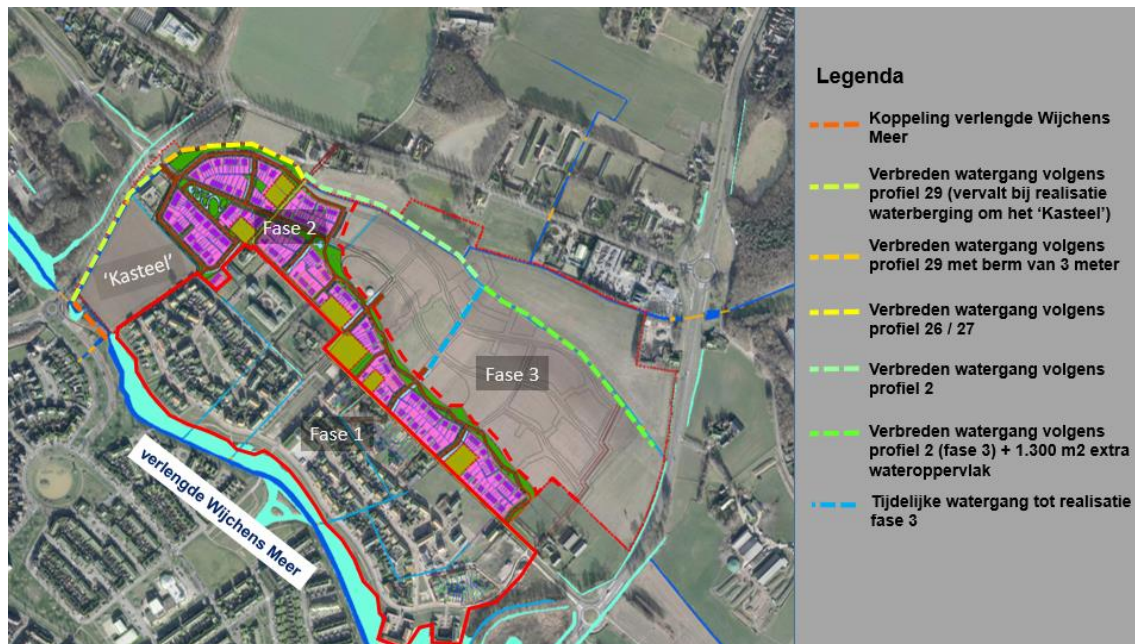 Fase 2
'Kasteel'
Fase 3
Fase 1
verlengde Wijchens Meer
Legenda
Koppeling verlengde Wijchens
Meer
Verbreden watergang volgens
profiel 29 (vervalt bij realisatie
waterberging om het ‘Kasteel’)
Verbreden watergang volgens
profiel 29 met berm van 3 meter
Verbreden watergang volgens
profiel 26 / 27
Verbreden watergang volgens
profiel 2
Verbreden watergang volgens
profiel 2 (fase 3) + 1.300 m2 extra
wateroppervlak
Tijdelijke watergang tot realisatie
fase 3